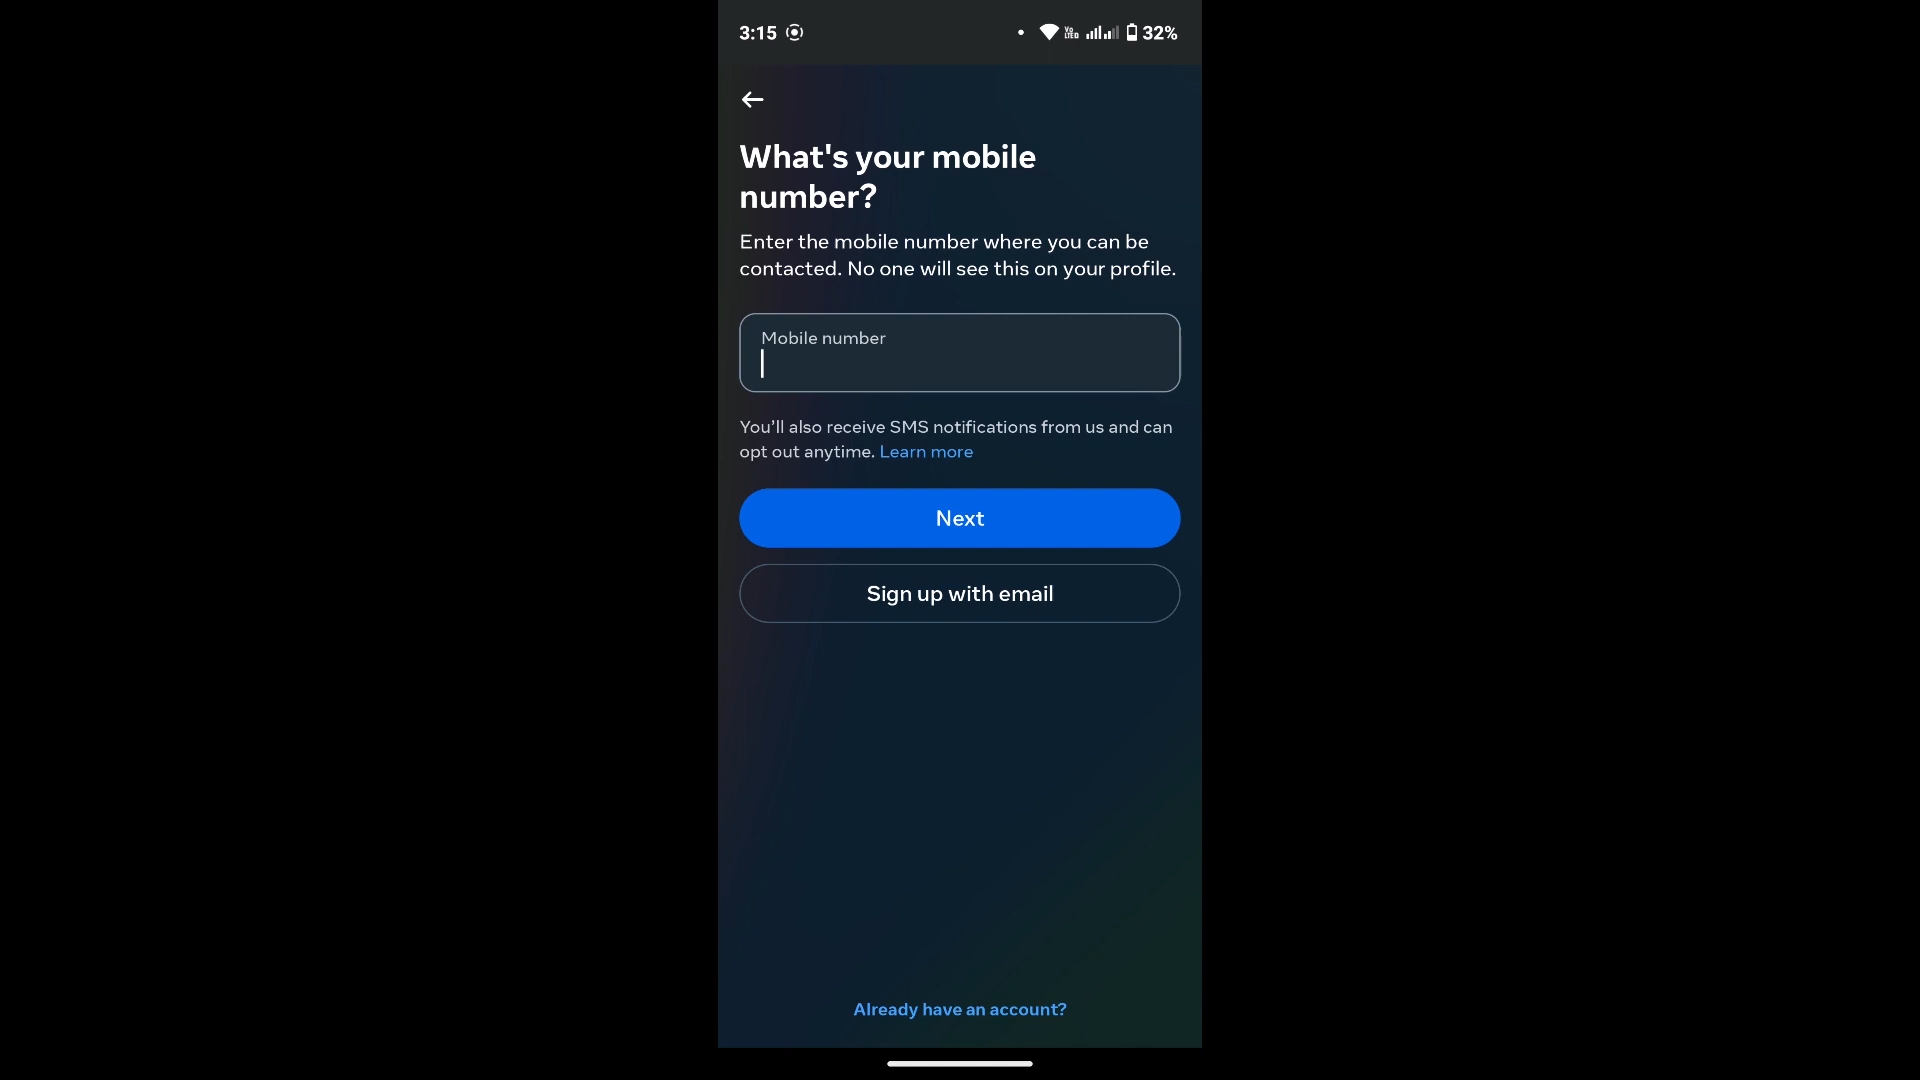 3:15 32%
What's your mobile
number?
Enter the mobile number where you can be
contacted. No one will see this on your profile.
Mobile number
You’ll also receive SMS notifications from us and can
opt out anytime. Learn more
Next
Sign up with email
Already have an account?